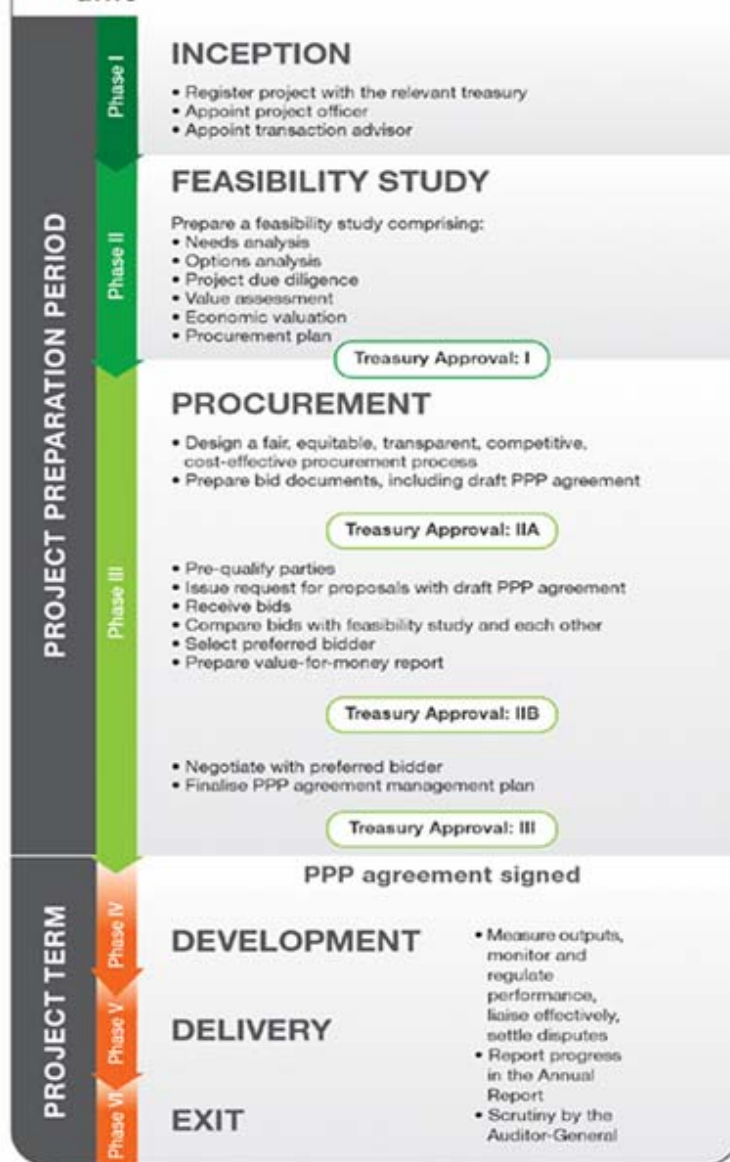 PROJECT PREPARATION PERIOD
Phase I
INCEPTION
• Register project with the relevant treasury
• Appoint project officer
• Appoint transaction advisor
Phase II
FEASIBILITY STUDY
Prepare a feasibility study comprising:
• Needs analysis
• Options analysis
• Project due diligence
• Value assessment
• Economic valuation
• Procurement plan
Treasury Approval: I
Phase III
PROCUREMENT
• Design a fair, equitable, transparent, competitive,
cost-effective procurement process
• Prepare bid documents, including draft PPP agreement
Treasury Approval: IIA
• Pre-qualify parties
• Issue request for proposals with draft PPP agreement
• Receive bids
• Compare bids with feasibility study and each other
• Select preferred bidder
• Prepare value-for-money report
Treasury Approval: IIB
• Negotiate with preferred bidder
• Finalise PPP agreement management plan
Treasury Approval: III
PPP agreement signed
PROJECT TERM
Phase IV
DEVELOPMENT
Phase V
DELIVERY
Phase VI
EXIT
• Measure outputs,
monitor and
regulate
performance,
liaise effectively,
settle disputes
• Report progress
in the Annual
Report
• Scrutiny by the
Auditor-General